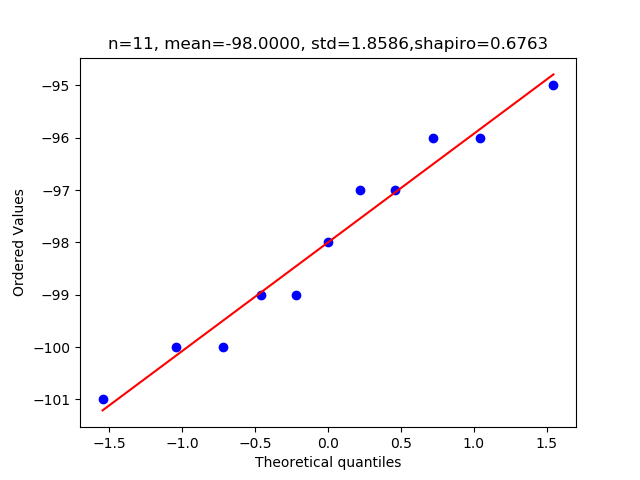 n=11, mean=-98.0000, std=1.8586,shapiro=0.6763
Ordered Values
−95
−96
−97
−98
−99
−100
−101
−1.5 −1.0 −0.5 0.0 0.5 1.0 1.5
Theoretical quantiles